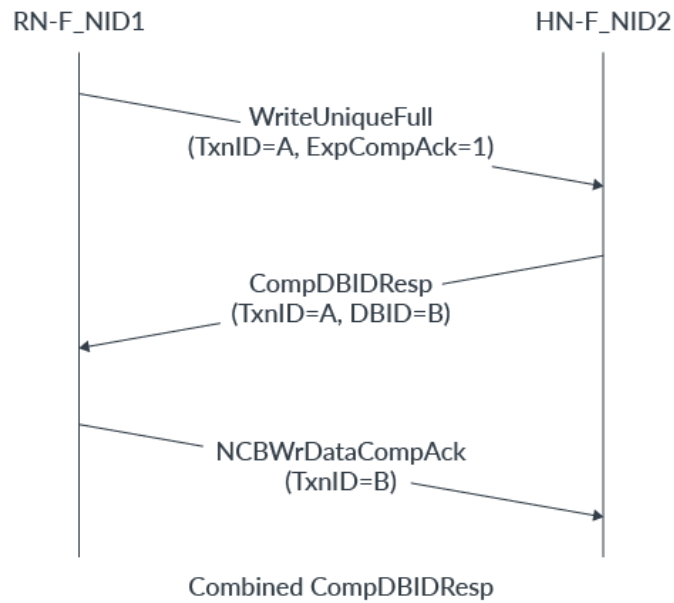 RN-F_NID1
HN-F_NID2
WriteUniqueFull
(TxnID=A, ExpCompAck=1)
CompDBIDResp
(TxnID=A, DBID=B)
NCBWrDataCompAck
(TxnID=B)
Combined CompDBIDResp